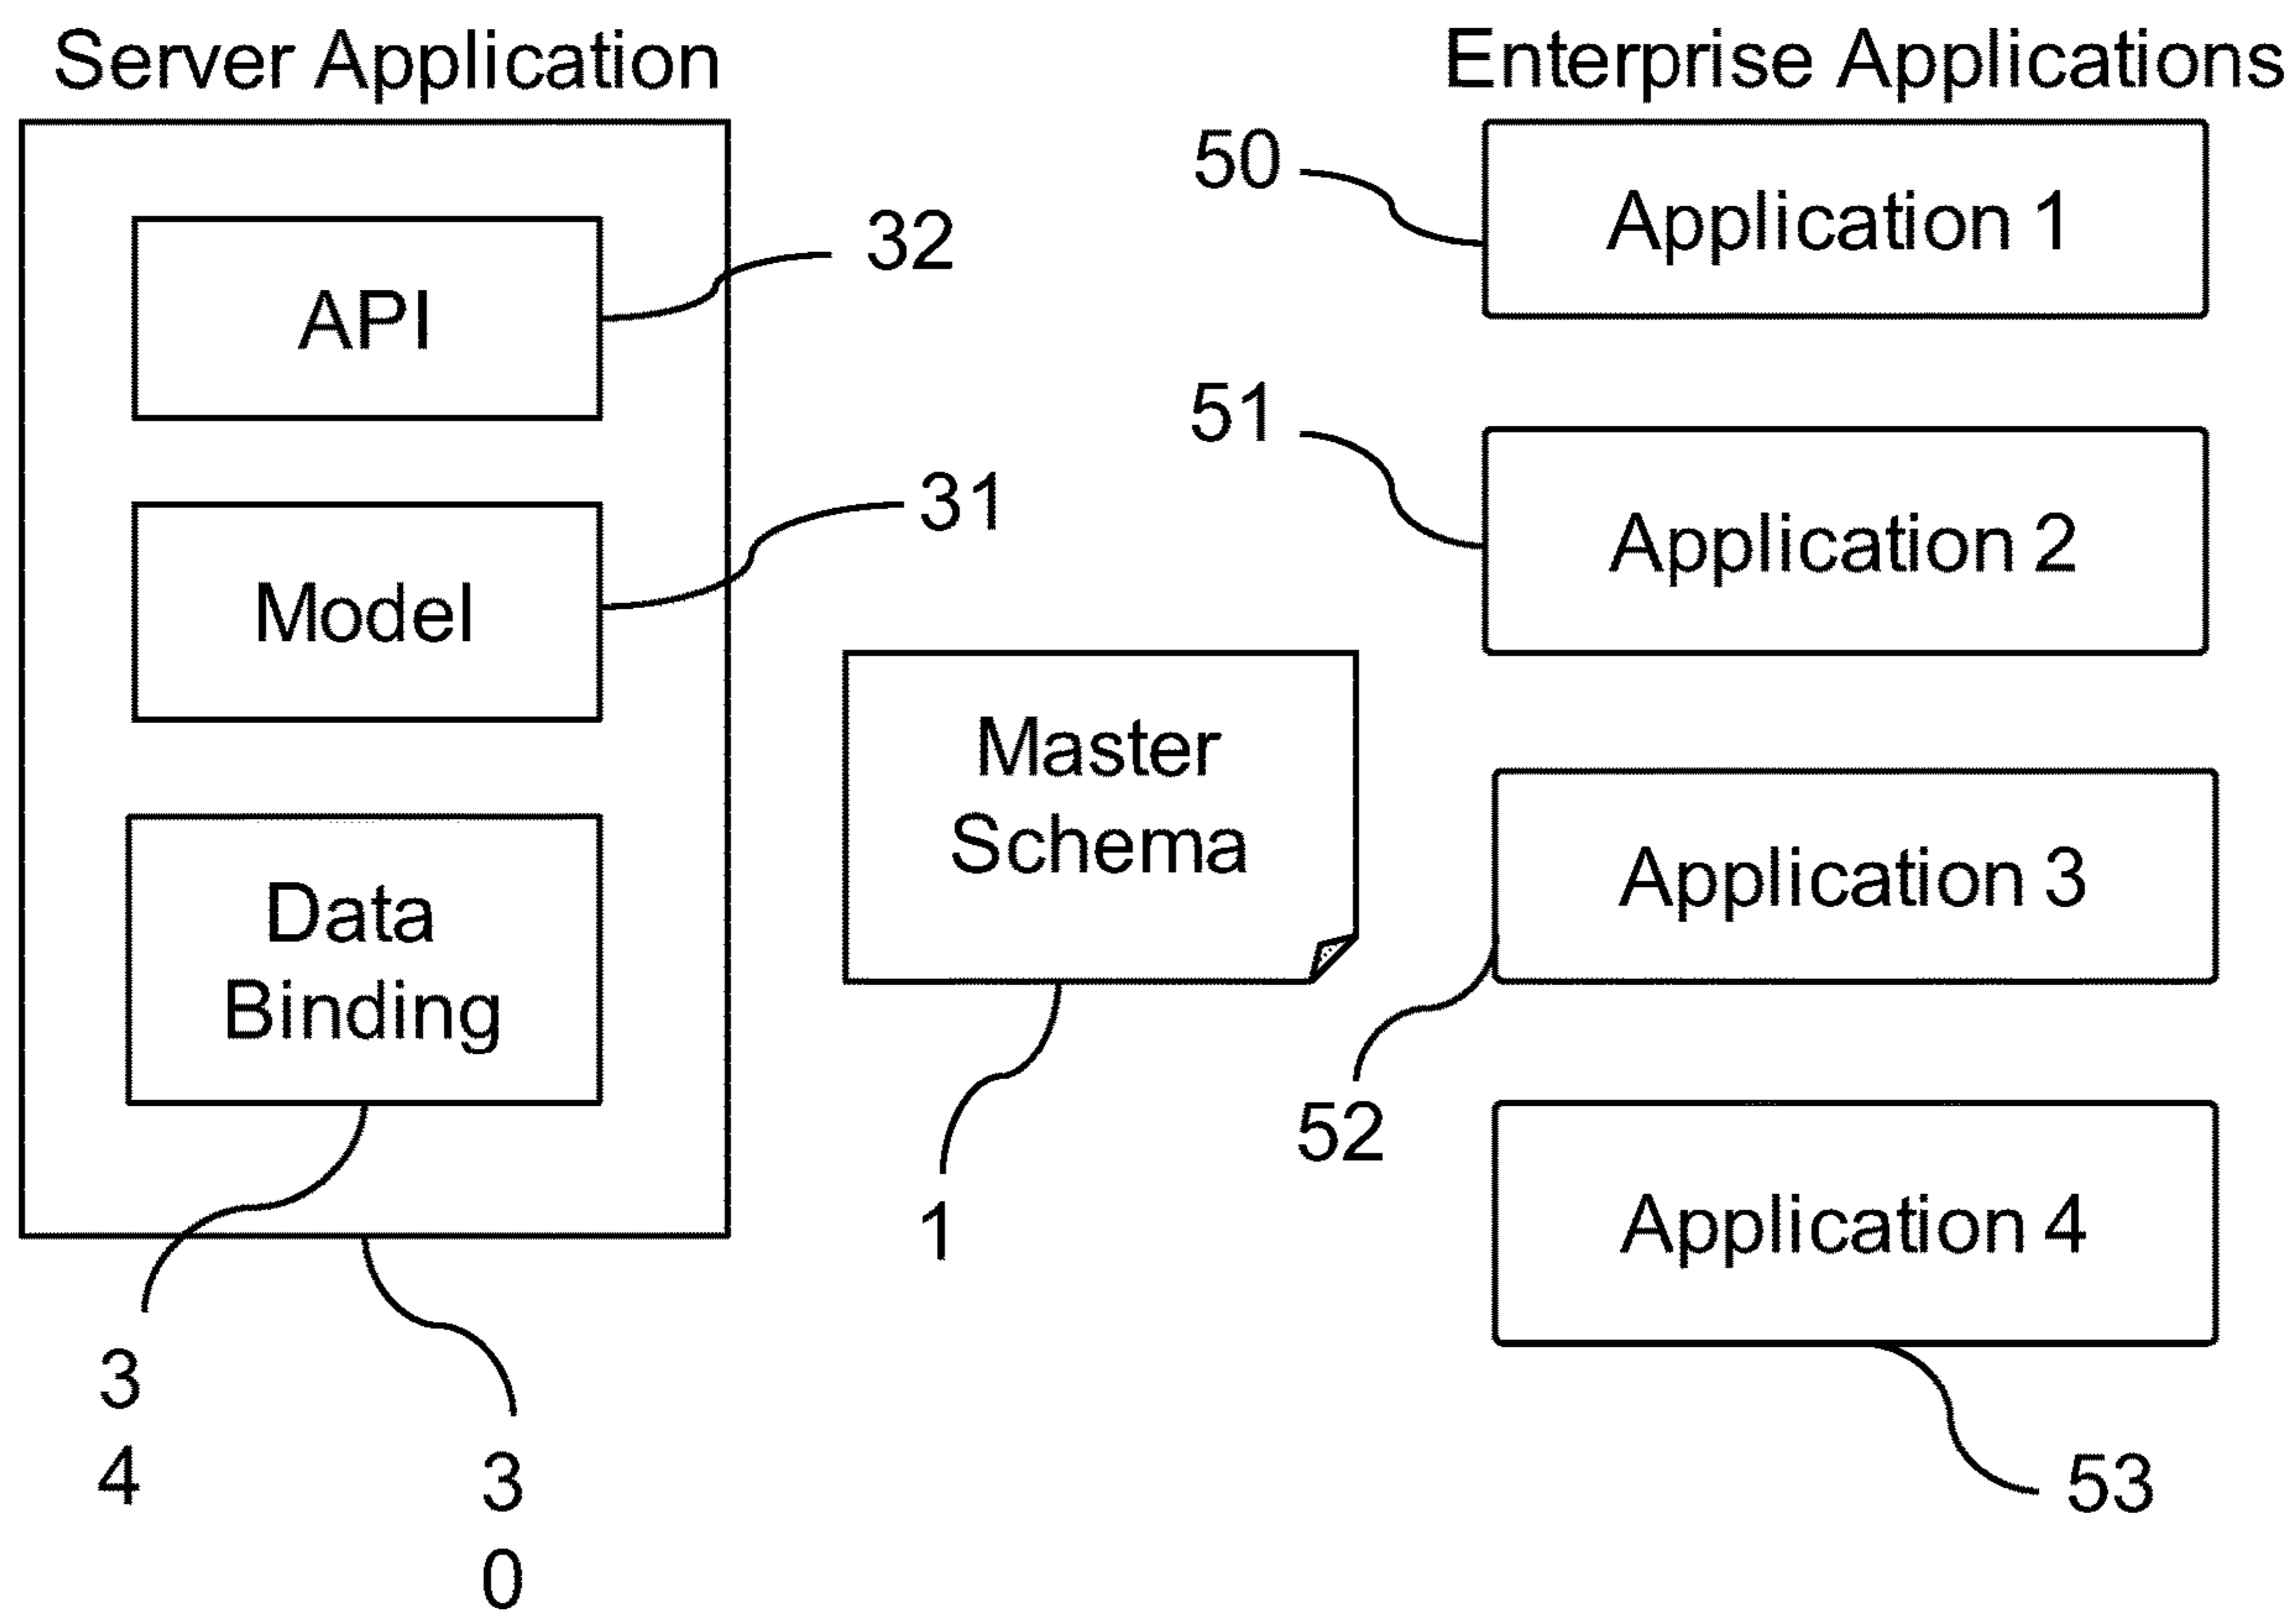 Server Application
API
32
Model
31
Data
Binding
3
4
3
0
Master
Schema
1
Enterprise Applications
50
Application 1
51
Application 2
Application 3
52
Application 4
53